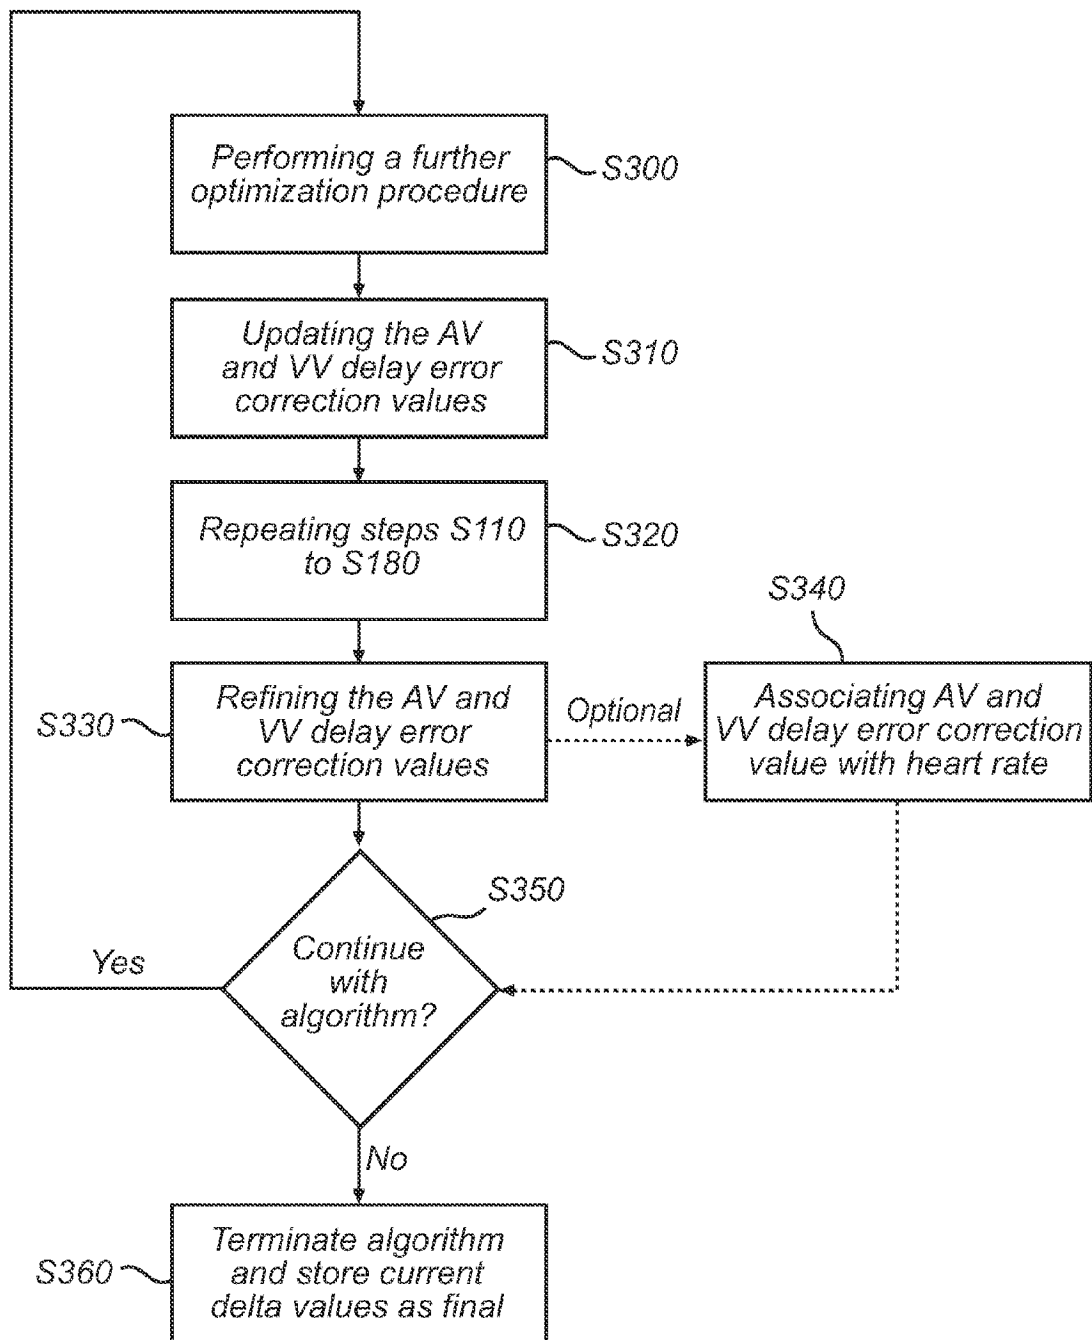 Performing a further
optimization procedure
S300
Updating the AV
and VV delay error
correction values
S310
Repeating steps S110
to S180
S320
S340
Refining the AV and
VV delay error
correction values
S330
Optional
Associating AV and
VV delay error correction
value with heart rate
S350
Continue
with
algorithm?
Yes
No
Terminate algorithm
and store current
delta values as final
S360